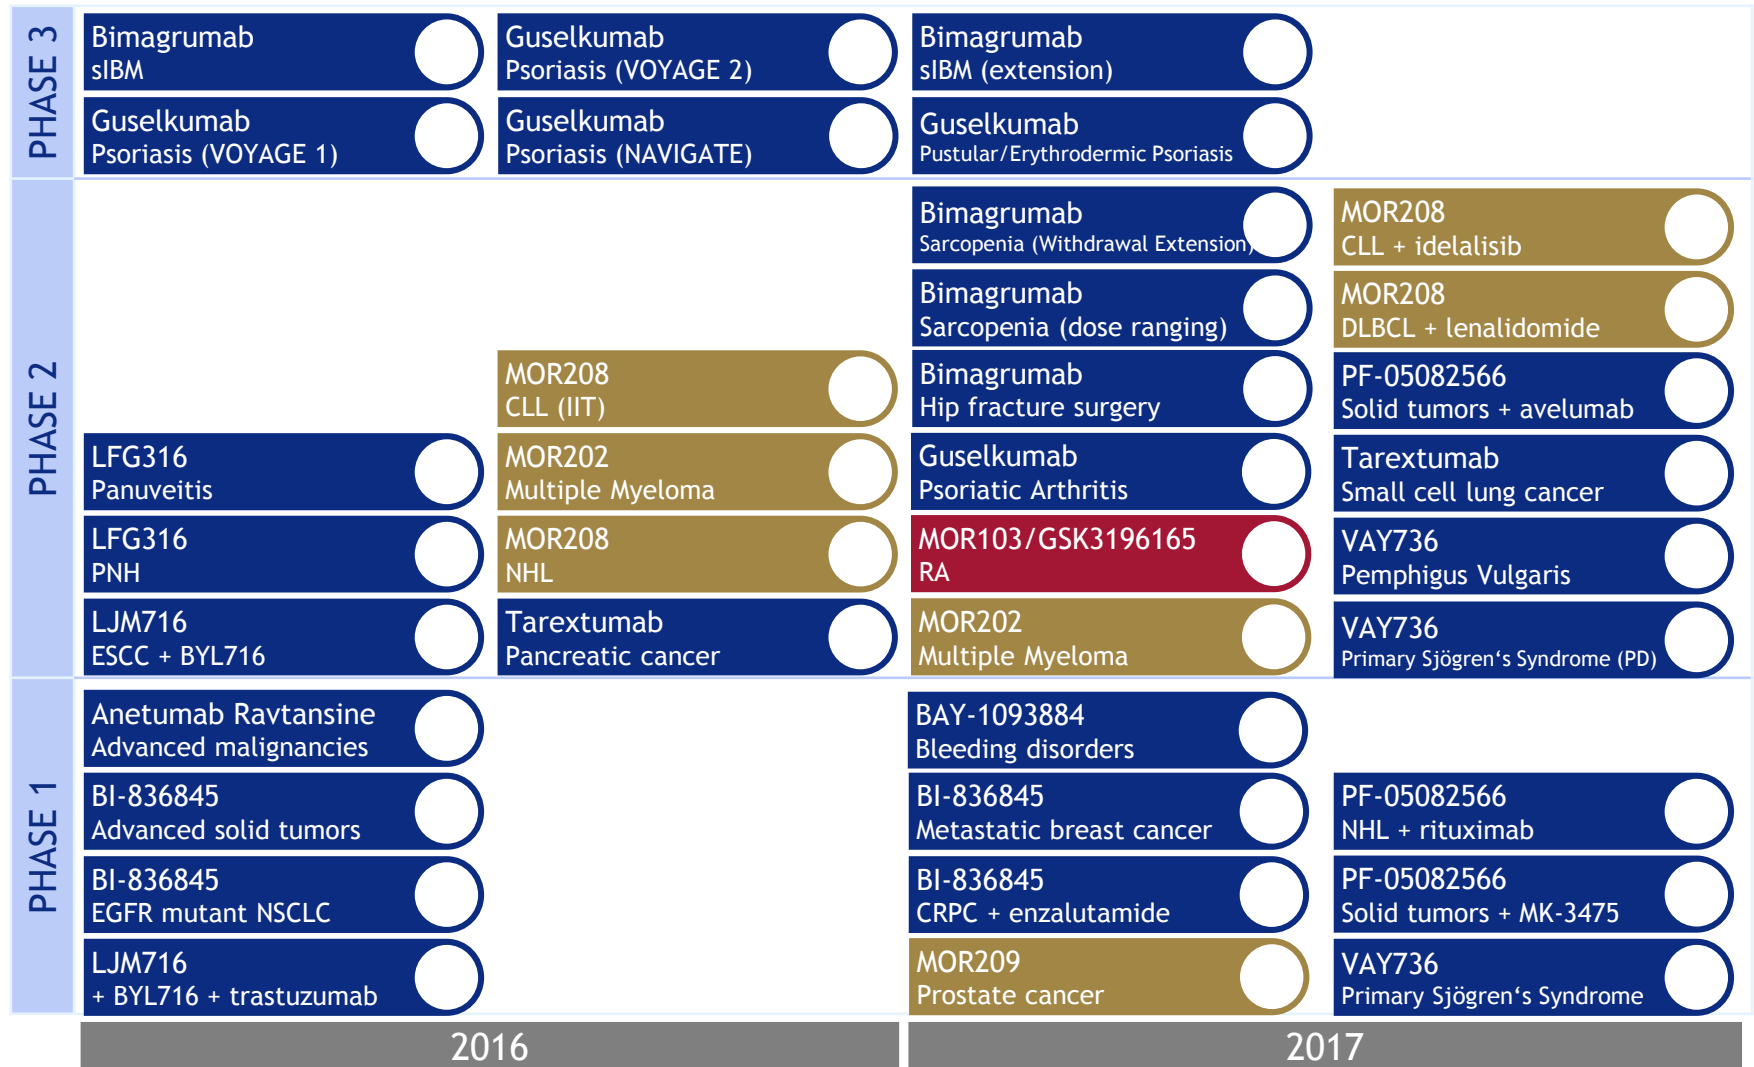 PHASE 3
Bimagrumab
sIBM
Guselkumab
Psoriasis (VOYAGE 2)
Bimagrumab
sIBM (extension)
Guselkumab
Psoriasis (VOYAGE 1)
Guselkumab
Psoriasis (NAVIGATE)
Guselkumab
Pustular/Erythrodermic Psoriasis
PHASE 2
Bimagrumab
Sarcopenia (Withdrawal Extension)
MOR208
CLL + idelalisib
Bimagrumab
Sarcopenia (dose ranging)
MOR208
DLBCL + lenalidomide
MOR208
CLL (IIT)
Bimagrumab
Hip fracture surgery
PF-05082566
Solid tumors + avelumab
LFG316
Panuveitis
MOR202
Multiple Myeloma
Guselkumab
Psoriatic Arthritis
Tarextumab
Small cell lung cancer
LFG316
PNH
MOR208
NHL
MOR103/GSK3196165
RA
VAY736
Pemphigus Vulgaris
LJM716
ESCC + BYL716
Tarextumab
Pancreatic cancer
MOR202
Multiple Myeloma
VAY736
Primary Sjögren‘s Syndrome (PD)
PHASE 1
Anetumab Ravtansine
Advanced malignancies
BAY-1093884
Bleeding disorders
BI-836845
Advanced solid tumors
BI-836845
Metastatic breast cancer
PF-05082566
NHL + rituximab
BI-836845
EGFR mutant NSCLC
BI-836845
CRPC + enzalutamide
PF-05082566
Solid tumors + MK-3475
LJM716
+ BYL716 + trastuzumab
MOR209
Prostate cancer
VAY736
Primary Sjögren‘s Syndrome
2016
2017